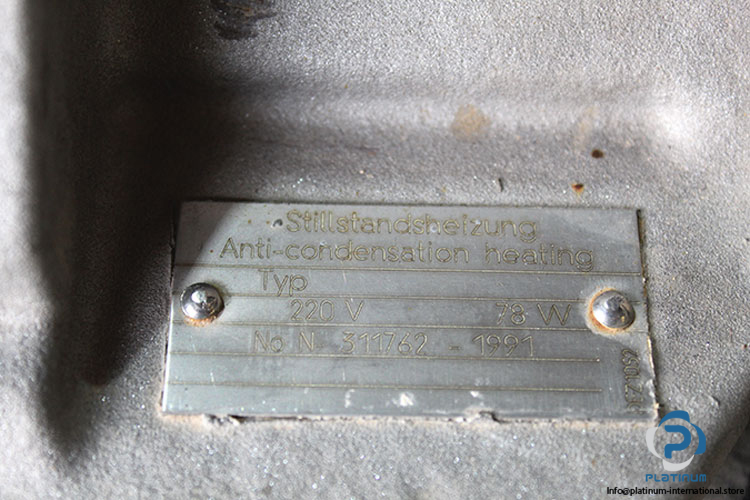 Stillstandsheizung
Anti-condensation heating
Typ
220 V 78 W
No N 311762 - 1991
PLATINUM
Info@platinum-international.store